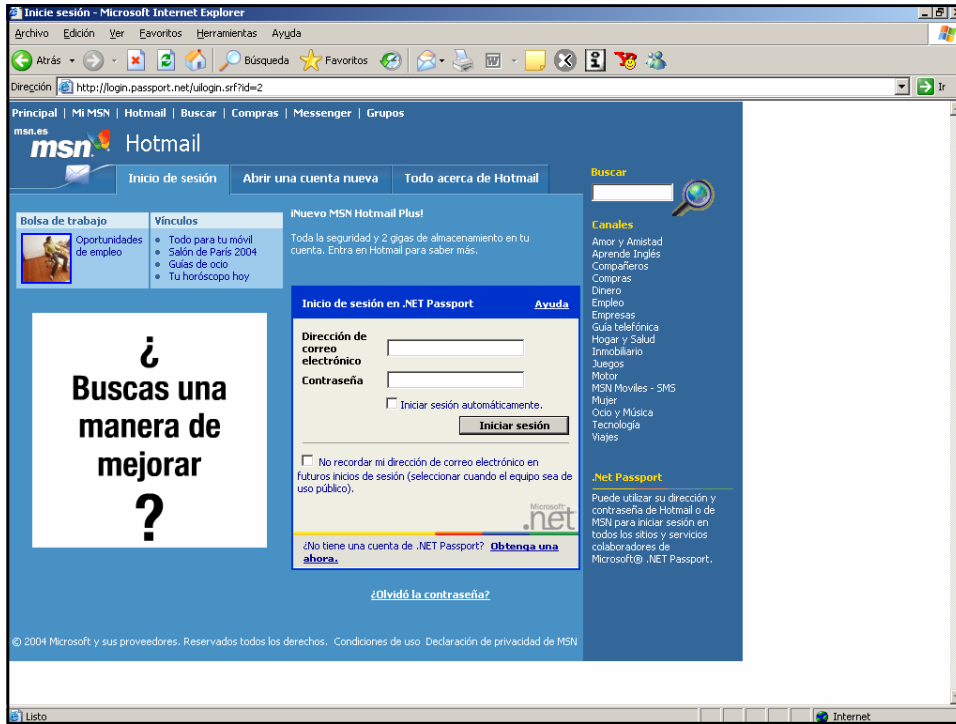 Inicie sesión - Microsoft Internet Explorer
Archivo Edición Ver Favoritos Herramientas Ayuda
Atrás Búsqueda Favoritos
Dirección http://login.passport.net/uilogin.srf?id=2 Ir
Principal | Mi MSN | Hotmail | Buscar | Compras | Messenger | Grupos
msn.es
msn Hotmail
Inicio de sesión Abrir una cuenta nueva Todo acerca de Hotmail
Bolsa de trabajo
Oportunidades
de empleo
Vínculos
Todo para tu móvil
Salón de París 2004
Guías de ocio
Tu horóscopo hoy
¿
Buscas una
manera de
mejorar
?
¡Nuevo MSN Hotmail Plus!
Toda la seguridad y 2 gigas de almacenamiento en tu
cuenta. Entra en Hotmail para saber más.
Inicio de sesión en .NET Passport Ayuda
Dirección de
correo
electrónico
Contraseña
Iniciar sesión automáticamente.
Iniciar sesión
No recordar mi dirección de correo electrónico en
futuros inicios de sesión (seleccionar cuando el equipo sea de
uso público).
Microsoft
.net
¿No tiene una cuenta de .NET Passport? Obtenga una
ahora.
¿Olvidó la contraseña?
Buscar
Canales
Amor y Amistad
Aprende Inglés
Compañeros
Compras
Dinero
Empleo
Empresas
Guía telefónica
Hogar y Salud
Inmobiliario
Juegos
Motor
MSN Moviles - SMS
Mujer
Ocio y Música
Tecnología
Viajes
.Net Passport
Puede utilizar su dirección y
contraseña de Hotmail o de
MSN para iniciar sesión en
todos los sitios y servicios
colaboradores de
Microsoft® .NET Passport.
© 2004 Microsoft y sus proveedores. Reservados todos los derechos. Condiciones de uso Declaración de privacidad de MSN
Listo Internet